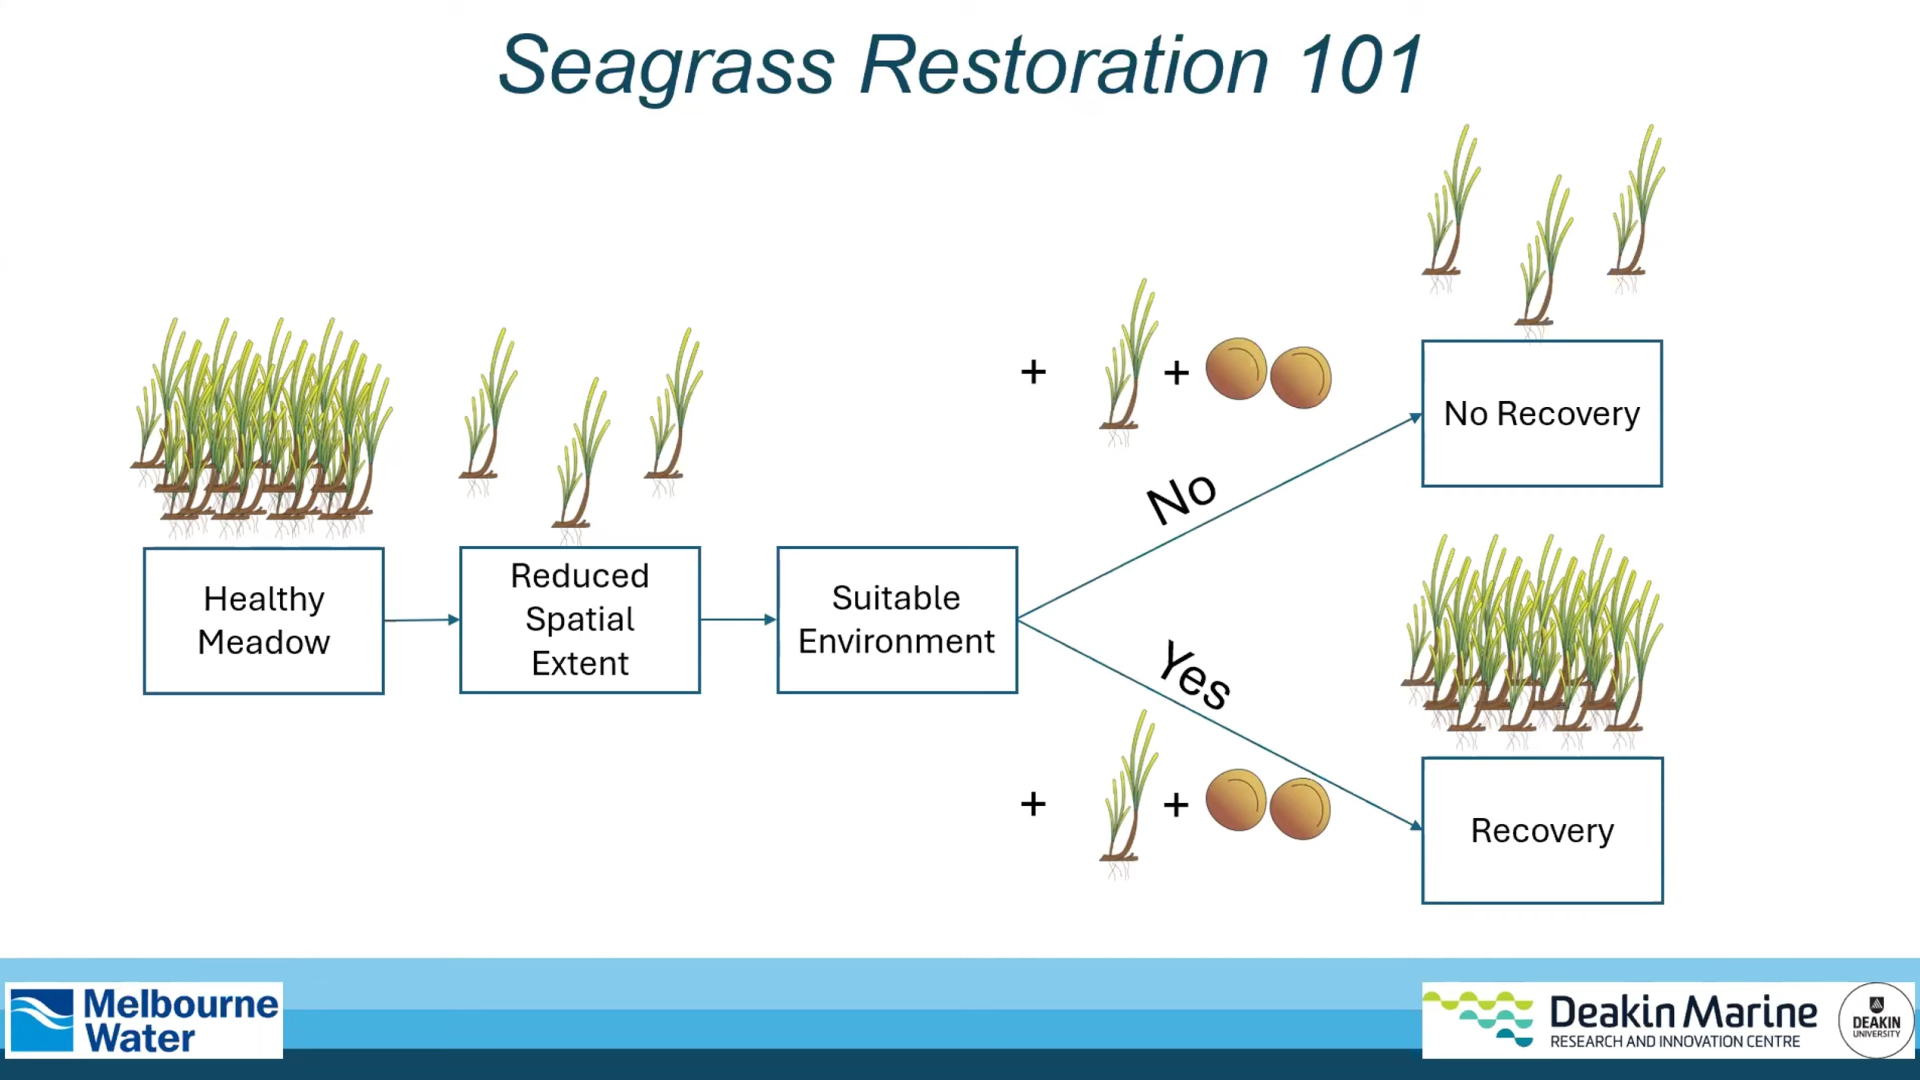 Seagrass Restoration 101
Healthy
Meadow
Reduced
Spatial
Extent
Suitable
Environment
+
+
No
No Recovery
Yes
+
+
Recovery
Melbourne
Water
Deakin Marine
RESEARCH AND INNOVATION CENTRE
DEAKIN
UNIVERSITY